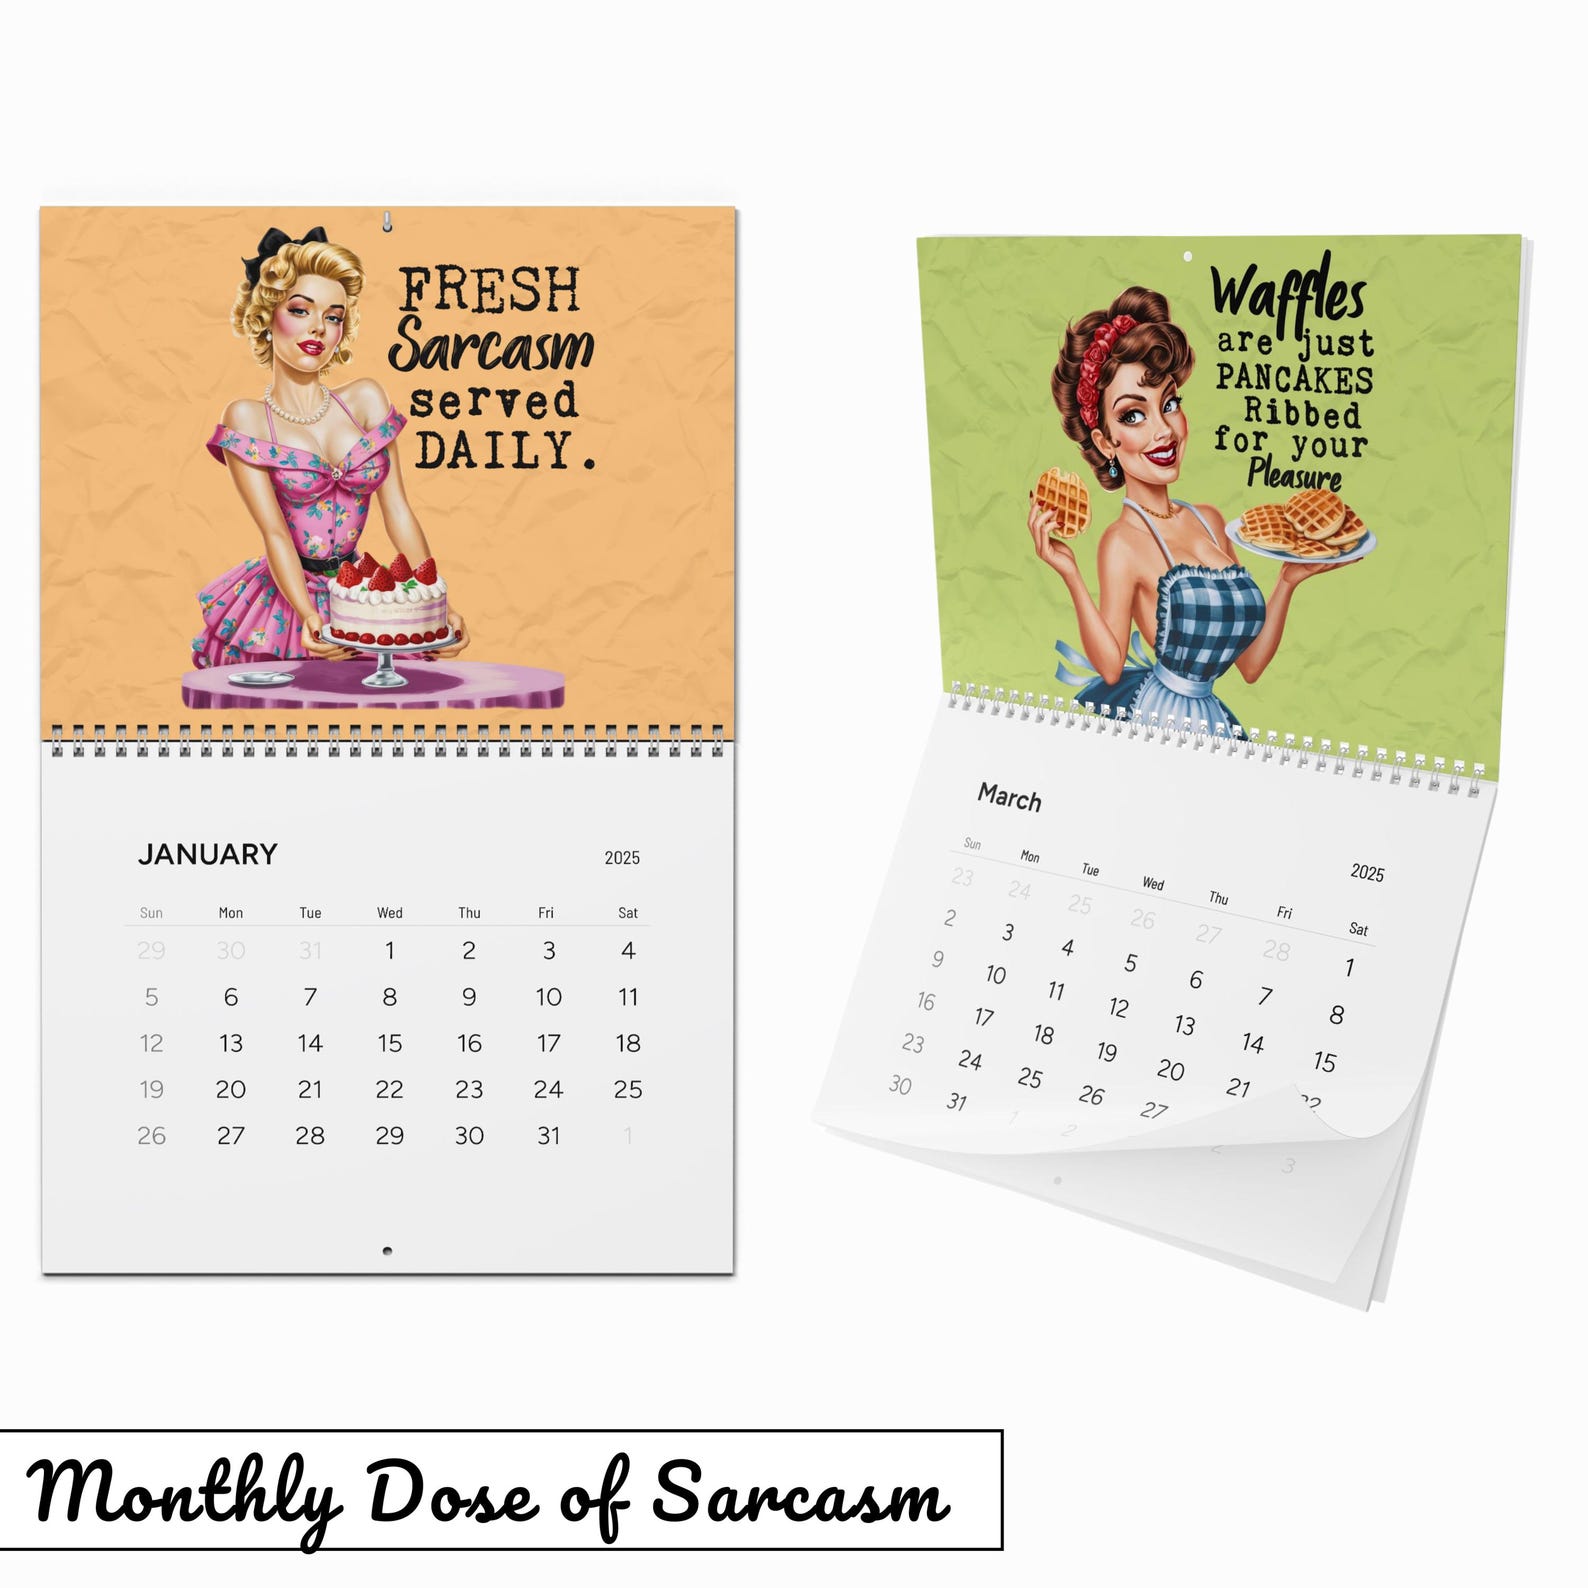 FRESH
Sarcasm
served
DAILY.
JANUARY 2025
Sun Mon Tue Wed Thu Fri Sat
29 30 31 1 2 3 4
5 6 7 8 9 10 11
12 13 14 15 16 17 18
19 20 21 22 23 24 25
26 27 28 29 30 31 1
Waffles
are just
PANCAKES
Ribbed
for your
Pleasure
March 2025
Sun Mon Tue Wed Thu Fri Sat
23 24 25 26 27 28 1
2 3 4 5 6 7 8
9 10 11 12 13 14 15
16 17 18 19 20 21
23 24 25 26 27
30 31 1 2
2 3
Monthly Dose of Sarcasm